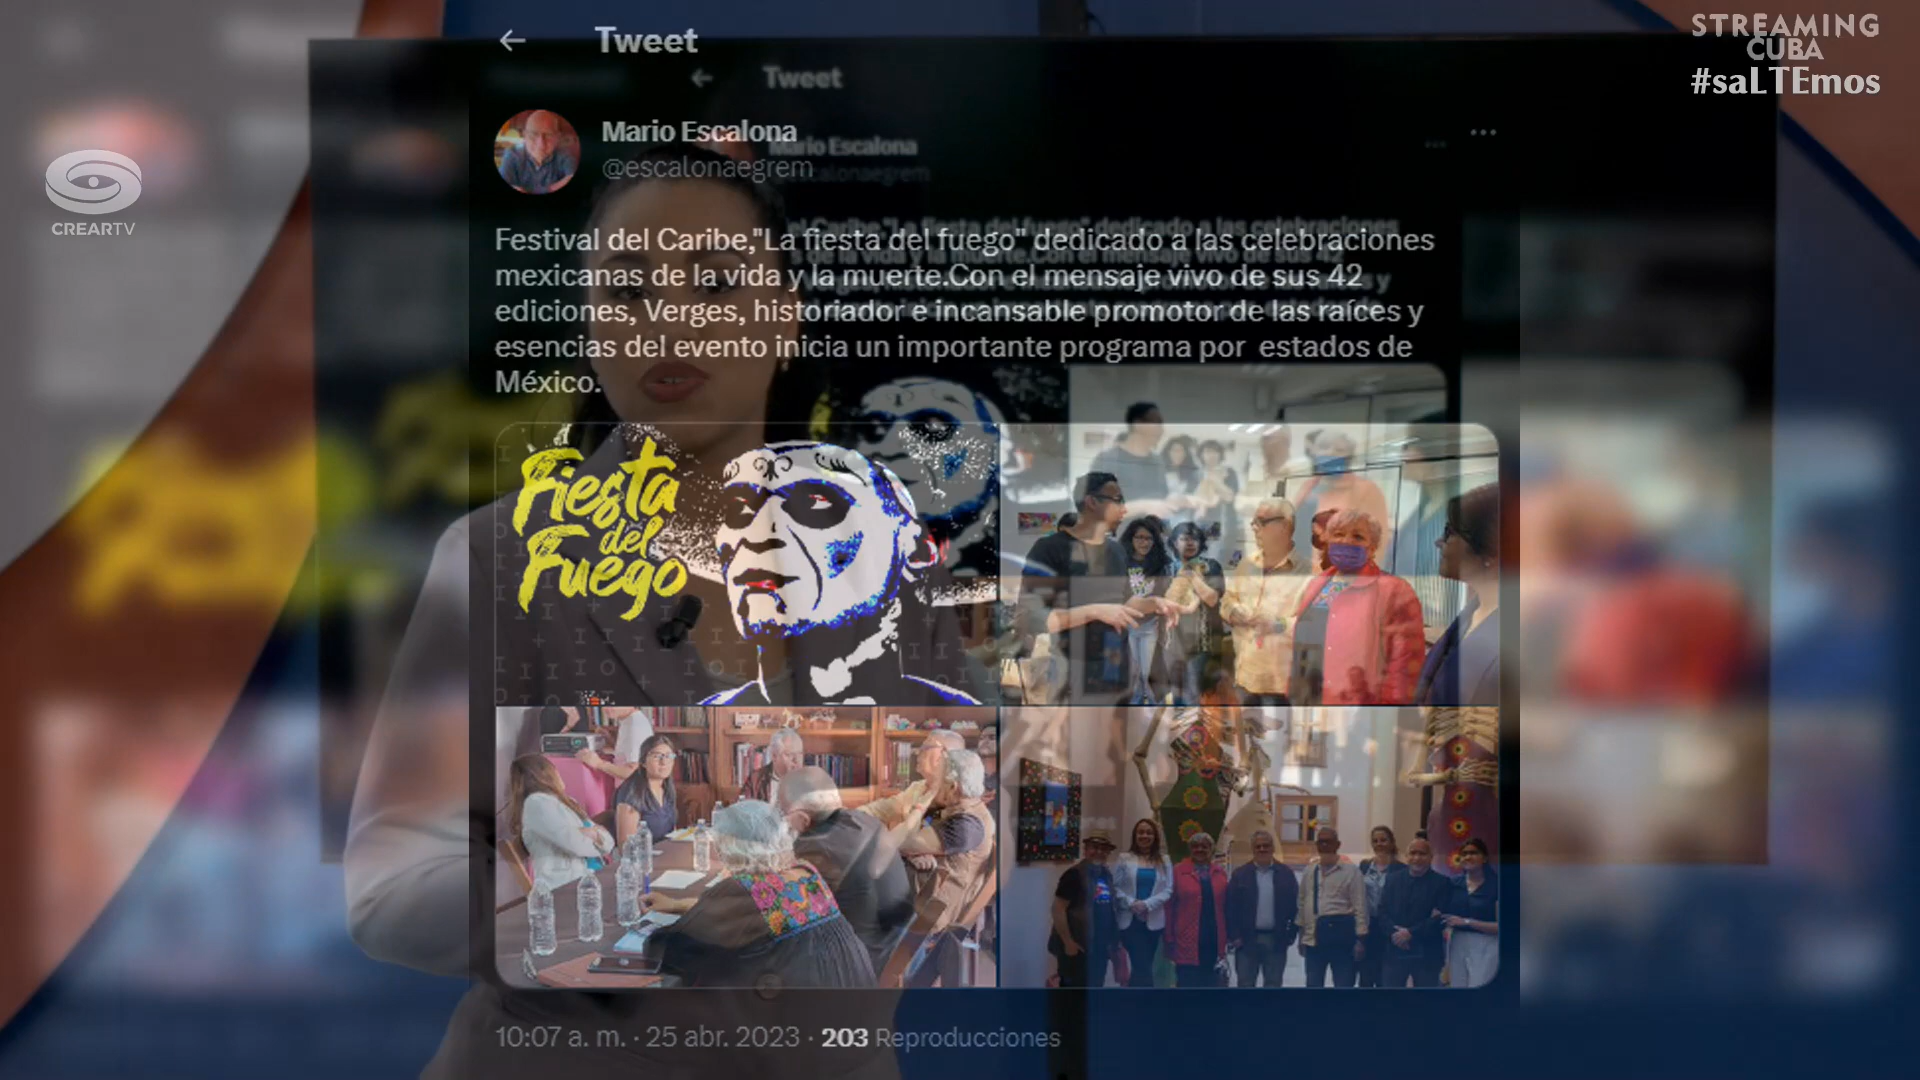 STREAMING
CUBA
#saLTEmos
CREARTV
Tweet
Tweet
Mario Escalona
@escalonaegrem
Mario Escalona
Festival del Caribe,"La fiesta del fuego" dedicado a las celebraciones
mexicanas de la vida y la muerte.Con el mensaje vivo de sus 42
ediciones, Verges, historiador e incansable promotor de las raíces y
esencias del evento inicia un importante programa por estados de
México.
Fiesta
del
Fuego
10:07 a. m. · 25 abr. 2023 · 203 Reproducciones